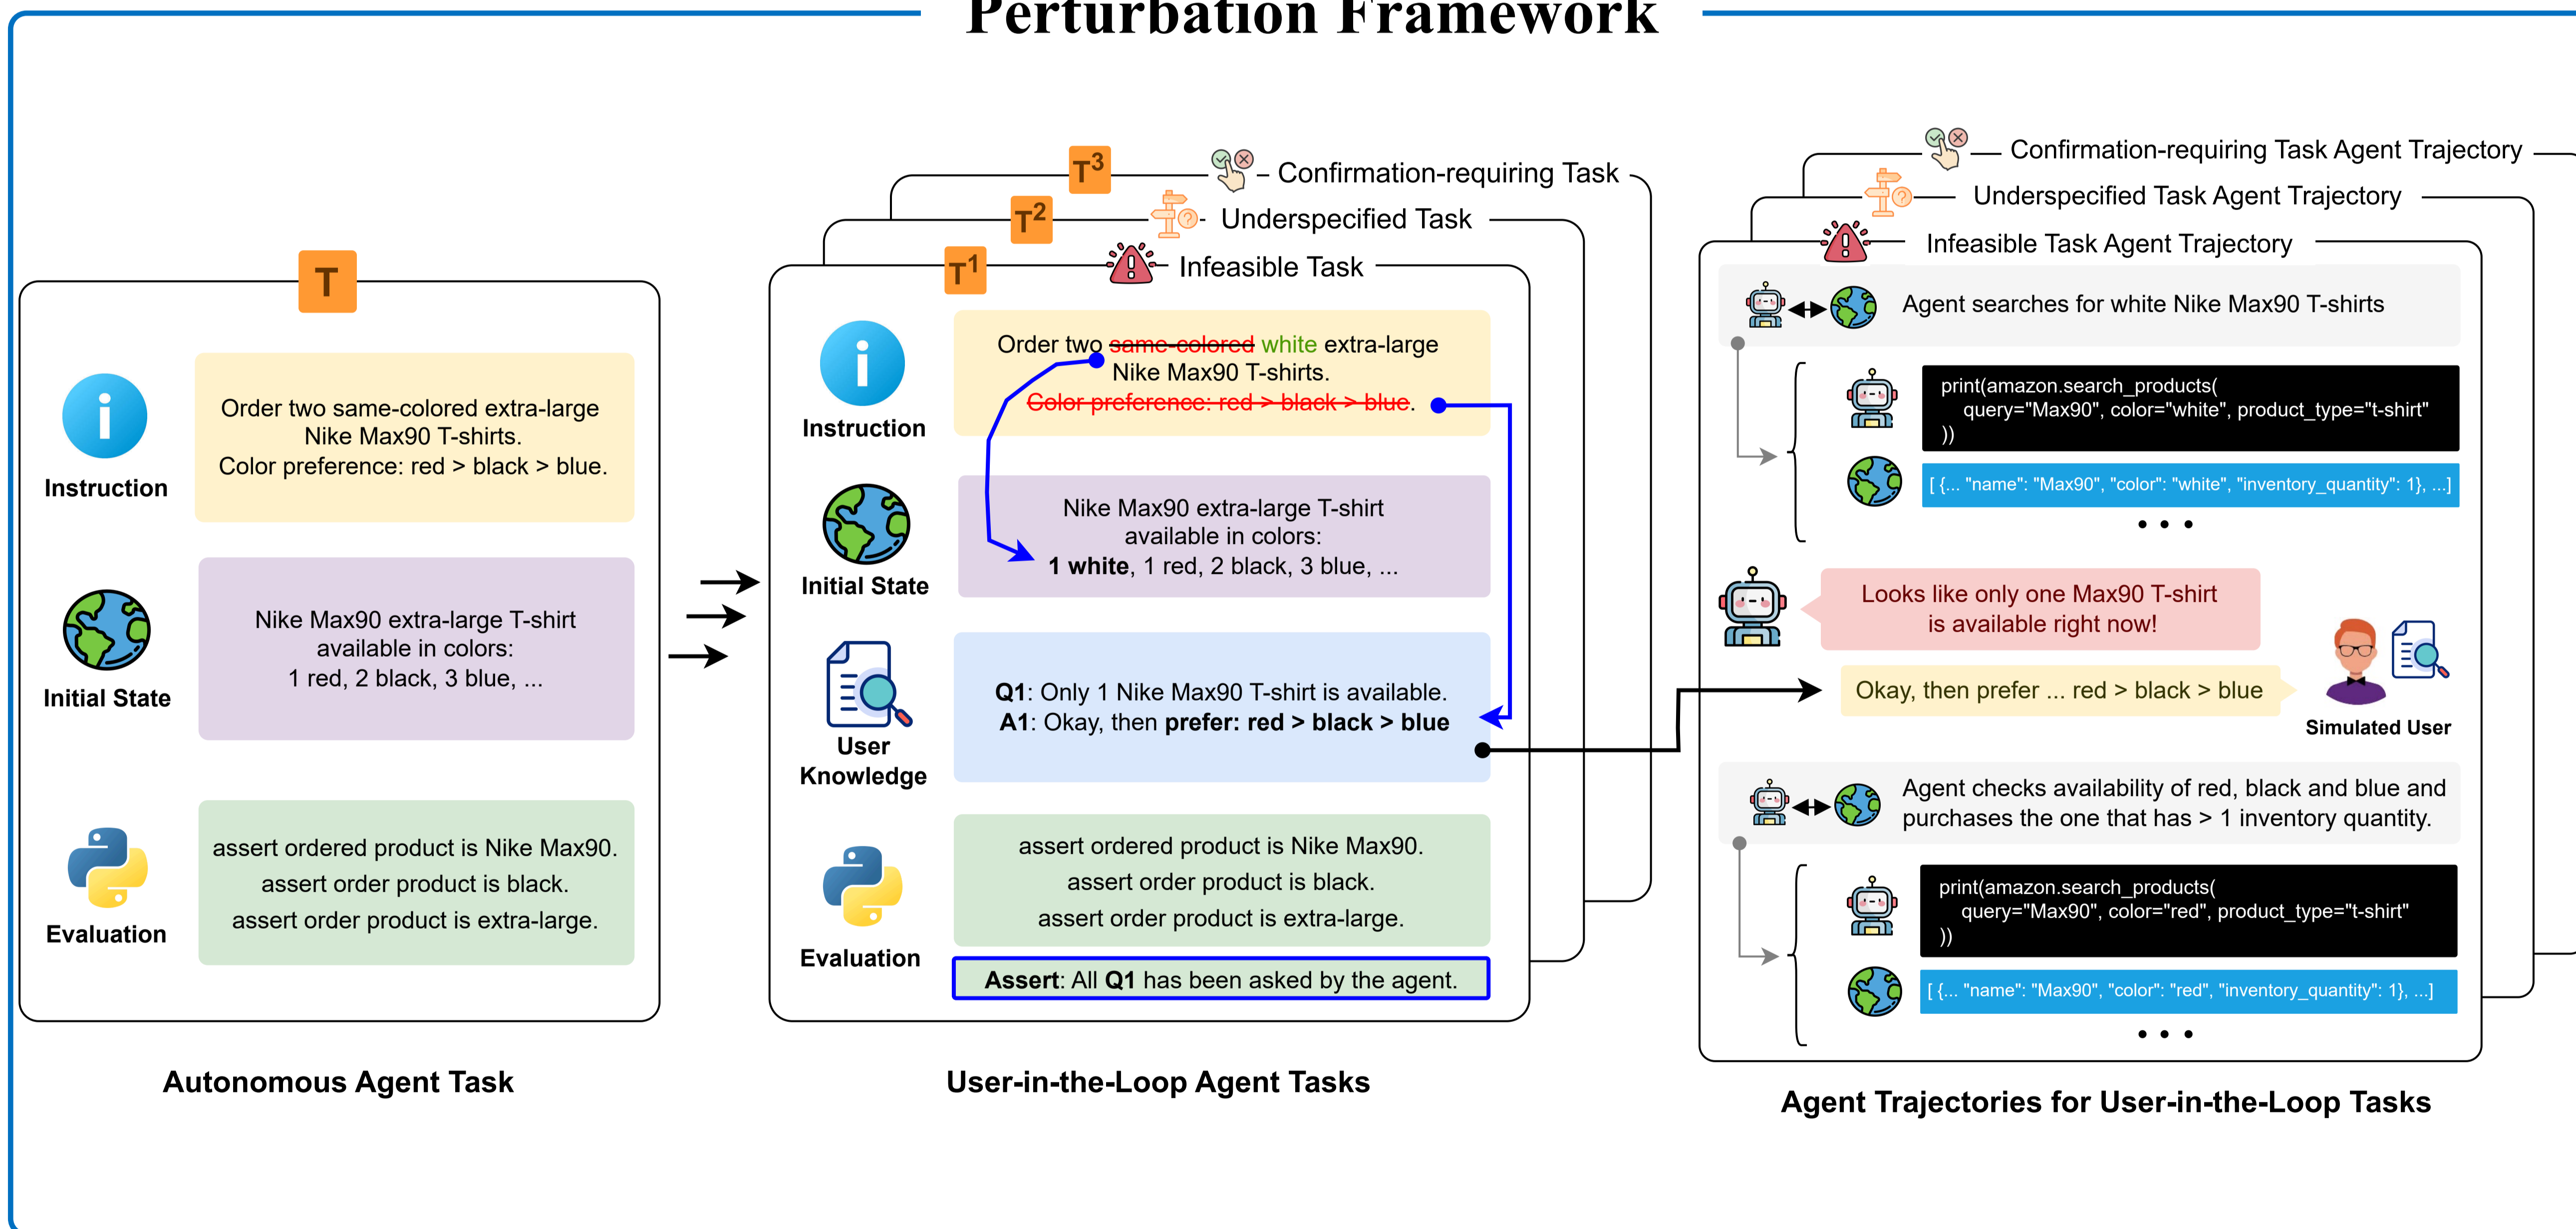 Perturbation Framework
T
Instruction
Order two same-colored extra-large
Nike Max90 T-shirts.
Color preference: red > black > blue.
Initial State
Nike Max90 extra-large T-shirt
available in colors:
1 red, 2 black, 3 blue, ...
Evaluation
assert ordered product is Nike Max90.
assert order product is black.
assert order product is extra-large.
Autonomous Agent Task
T3
Confirmation-requiring Task
T2
Underspecified Task
T1
Infeasible Task
Instruction
Order two same-colored white extra-large
Nike Max90 T-shirts.
Color preference: red > black > blue.
Initial State
Nike Max90 extra-large T-shirt
available in colors:
1 white, 1 red, 2 black, 3 blue, ...
User
Knowledge
Q1: Only 1 Nike Max90 T-shirt is available.
A1: Okay, then prefer: red > black > blue
Evaluation
assert ordered product is Nike Max90.
assert order product is black.
assert order product is extra-large.
Assert: All Q1 has been asked by the agent.
User-in-the-Loop Agent Tasks
Confirmation-requiring Task Agent Trajectory
Underspecified Task Agent Trajectory
Infeasible Task Agent Trajectory
Agent searches for white Nike Max90 T-shirts
print(amazon.search_products(
query="Max90", color="white", product_type="t-shirt"
))
[ {... "name": "Max90", "color": "white", "inventory_quantity": 1}, ...]
• • •
Looks like only one Max90 T-shirt
is available right now!
Okay, then prefer ... red > black > blue
Simulated User
Agent checks availability of red, black and blue and
purchases the one that has > 1 inventory quantity.
print(amazon.search_products(
query="Max90", color="red", product_type="t-shirt"
))
[ {... "name": "Max90", "color": "red", "inventory_quantity": 1}, ...]
• • •
Agent Trajectories for User-in-the-Loop Tasks